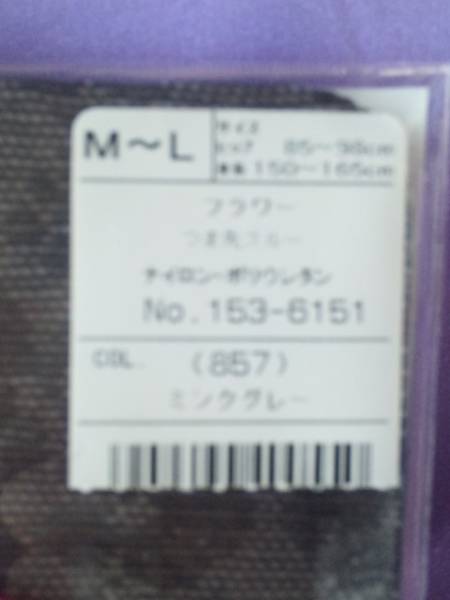 M～L
サイズ
ヒップ 85～98cm
身長 150～165cm
フラワー
つま先スルー
ナイロン・ポリウレタン
No.153-6151
COL. (857)
ミンクグレー